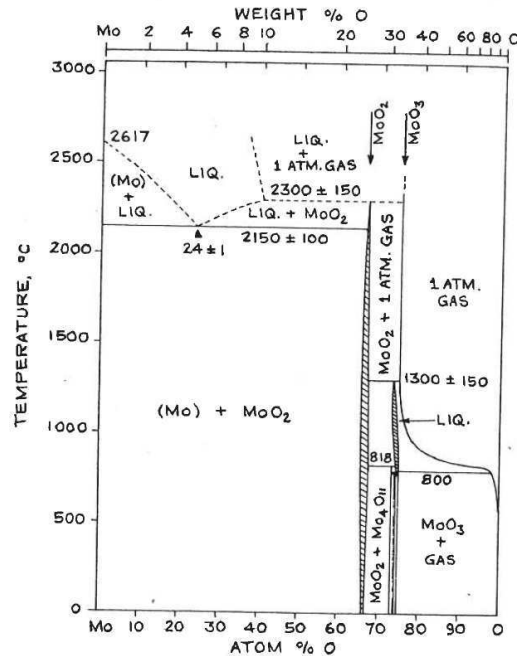 WEIGHT % O
Mo 2 4 6 8 10 20 30 40 60 80 O
3000
2500
2000
1500
1000
500
0
TEMPERATURE, °C
2617
(Mo)
+
LIQ.
LIQ.
LIQ.
+
1 ATM. GAS
2300 ± 150
LIQ. + MoO₂
24 ± 1
2150 ± 100
MoO₂
MoO₃
MoO₂ + 1 ATM. GAS
1 ATM.
GAS
1300 ± 150
LIQ.
(Mo) + MoO₂
818
800
MoO₂ + Mo₄O₁₁
MoO₃
+
GAS
Mo 10 20 30 40 50 60 70 80 90 O
ATOM % O